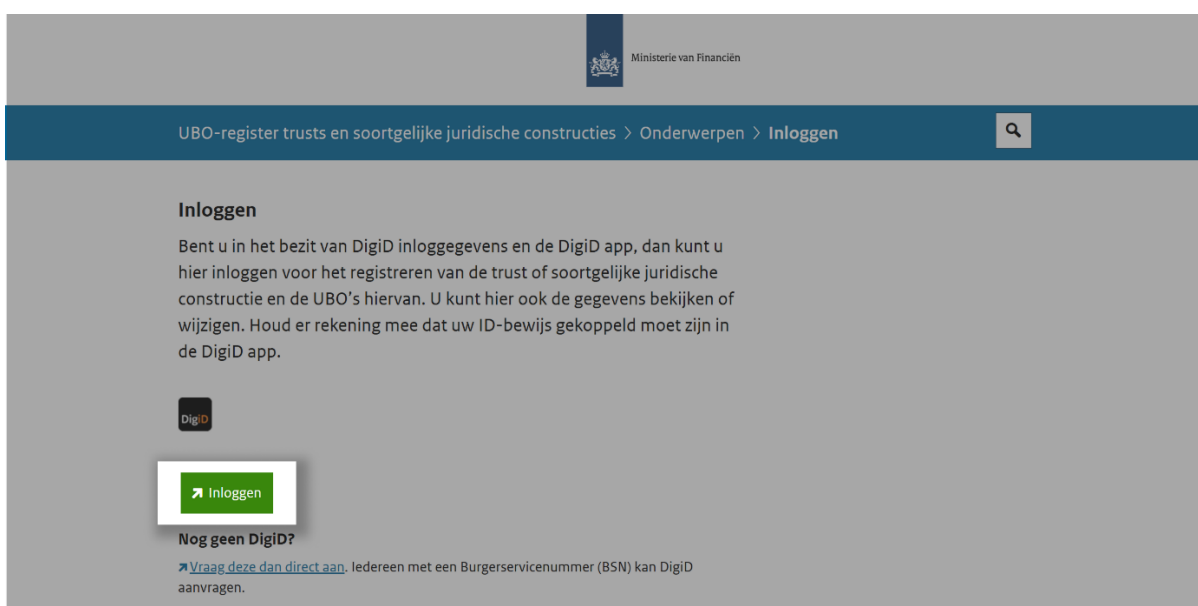 Ministerie van Financiën
UBO-register trusts en soortgelijke juridische constructies > Onderwerpen > Inloggen
Inloggen
Bent u in het bezit van DigiD inloggegevens en de DigiD app, dan kunt u
hier inloggen voor het registreren van de trust of soortgelijke juridische
constructie en de UBO's hiervan. U kunt hier ook de gegevens bekijken of
wijzigen. Houd er rekening mee dat uw ID-bewijs gekoppeld moet zijn in
de DigiD app.
DigiD
Inloggen
Nog geen DigiD?
Vraag deze dan direct aan. Iedereen met een Burgerservicenummer (BSN) kan DigiD
aanvragen.